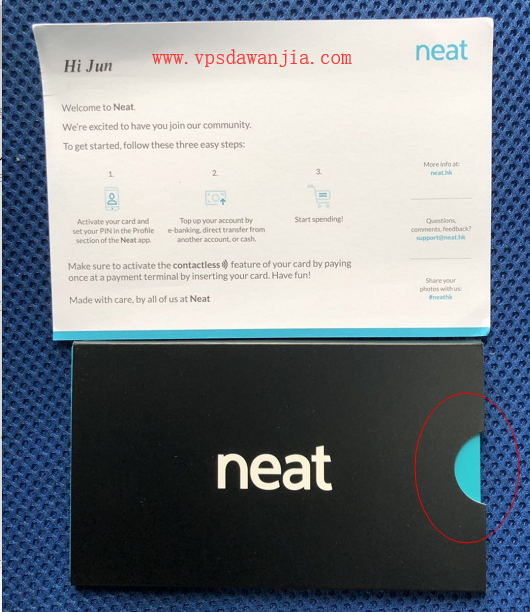 www.vpsdawanjia.com
neat
Hi Jun
Welcome to Neat.
We're excited to have you join our community.
To get started, follow these three easy steps:
1.
Activate your card and
set your PIN in the Profile
section of the Neat app.
2.
Top up your account by
e-banking, direct transfer from
another account, or cash.
3.
Start spending!
More info at:
neat.hk
Questions,
comments, feedback?
support@neat.hk
Share your
photos with us:
#neathk
Make sure to activate the contactless feature of your card by paying
once at a payment terminal by inserting your card. Have fun!
Made with care, by all of us at Neat
neat